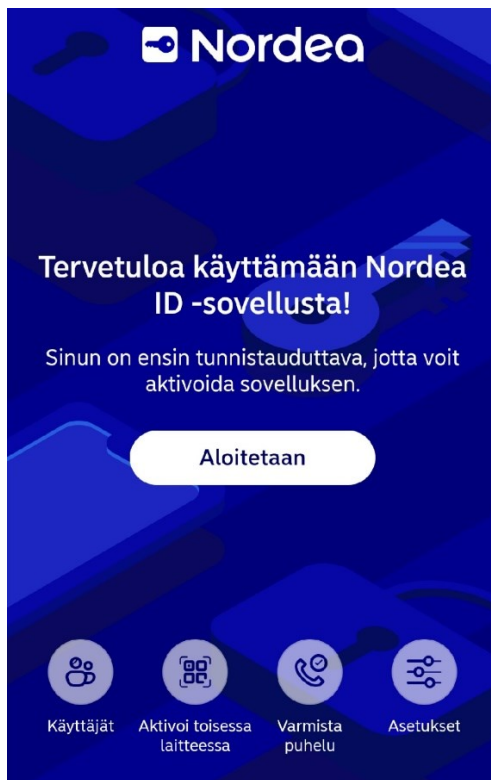 Nordea
Tervetuloa käyttämään Nordea
ID -sovellusta!
Sinun on ensin tunnistauduttava, jotta voit
aktivoida sovelluksen.
Aloitetaan
Käyttäjät
Aktivoi toisessa
laitteessa
Varmista
puhelu
Asetukset